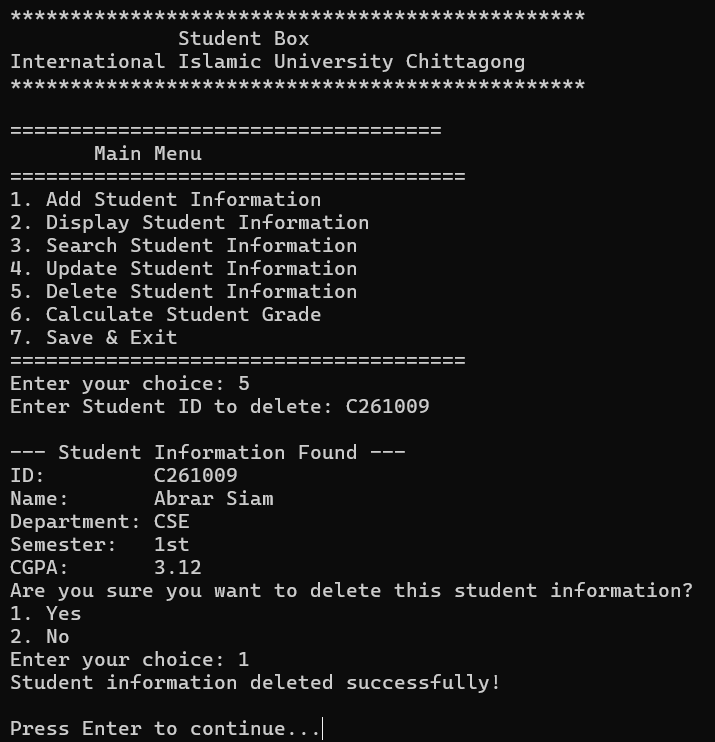 ************************************************
              Student Box
International Islamic University Chittagong
************************************************

====================================
       Main Menu
======================================
1. Add Student Information
2. Display Student Information
3. Search Student Information
4. Update Student Information
5. Delete Student Information
6. Calculate Student Grade
7. Save & Exit
======================================
Enter your choice: 5
Enter Student ID to delete: C261009

--- Student Information Found ---
ID:         C261009
Name:       Abrar Siam
Department: CSE
Semester:   1st
CGPA:       3.12
Are you sure you want to delete this student information?
1. Yes
2. No
Enter your choice: 1
Student information deleted successfully!

Press Enter to continue...